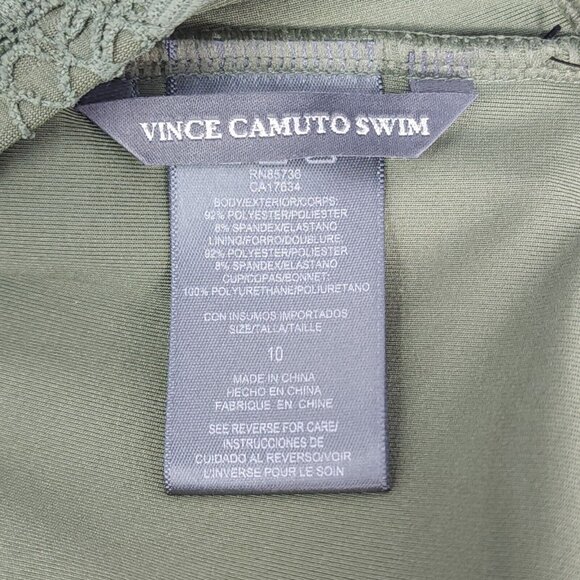 VINCE CAMUTO SWIM
RN85736
CA17634
BODY/EXTERIOR/CORPS:
92% POLYESTER/POLIESTER
8% SPANDEX/ELASTANO
LINING/FORRO/DOUBLURE:
92% POLYESTER/POLIESTER
8% SPANDEX/ELASTANO
CUP/COPAS/BONNET:
100% POLYURETHANE/POLIURETANO
CON INSUMOS IMPORTADOS
SIZE/TALLA/TAILLE
10
MADE IN CHINA
HECHO EN CHINA
FABRIQUE EN CHINE
SEE REVERSE FOR CARE/
INSTRUCCIONES DE
CUIDADO AL REVERSO/VOIR
L'INVERSE POUR LE SOIN